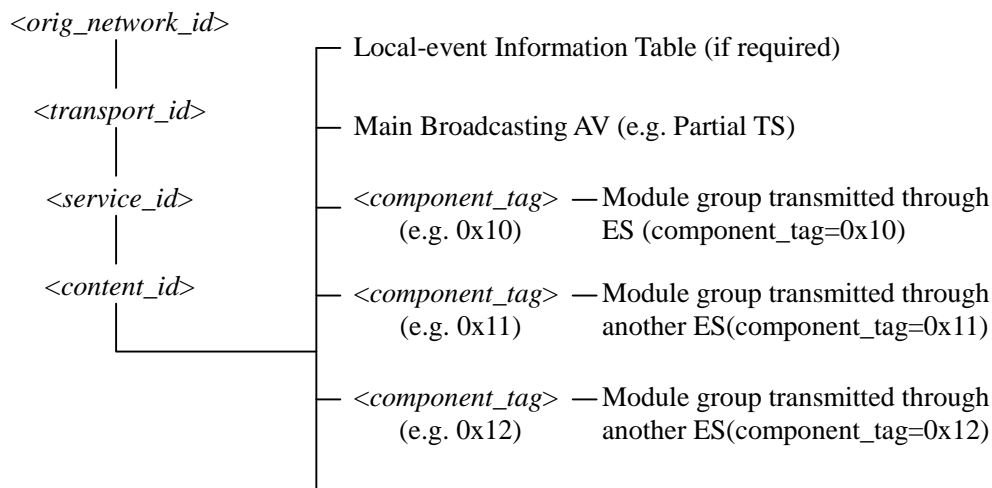 <orig_network_id>
<transport_id>
<service_id>
<content_id>
Local-event Information Table (if required)
Main Broadcasting AV (e.g. Partial TS)
<component_tag>
(e.g. 0x10)
Module group transmitted through
ES (component_tag=0x10)
<component_tag>
(e.g. 0x11)
Module group transmitted through
another ES(component_tag=0x11)
<component_tag>
(e.g. 0x12)
Module group transmitted through
another ES(component_tag=0x12)